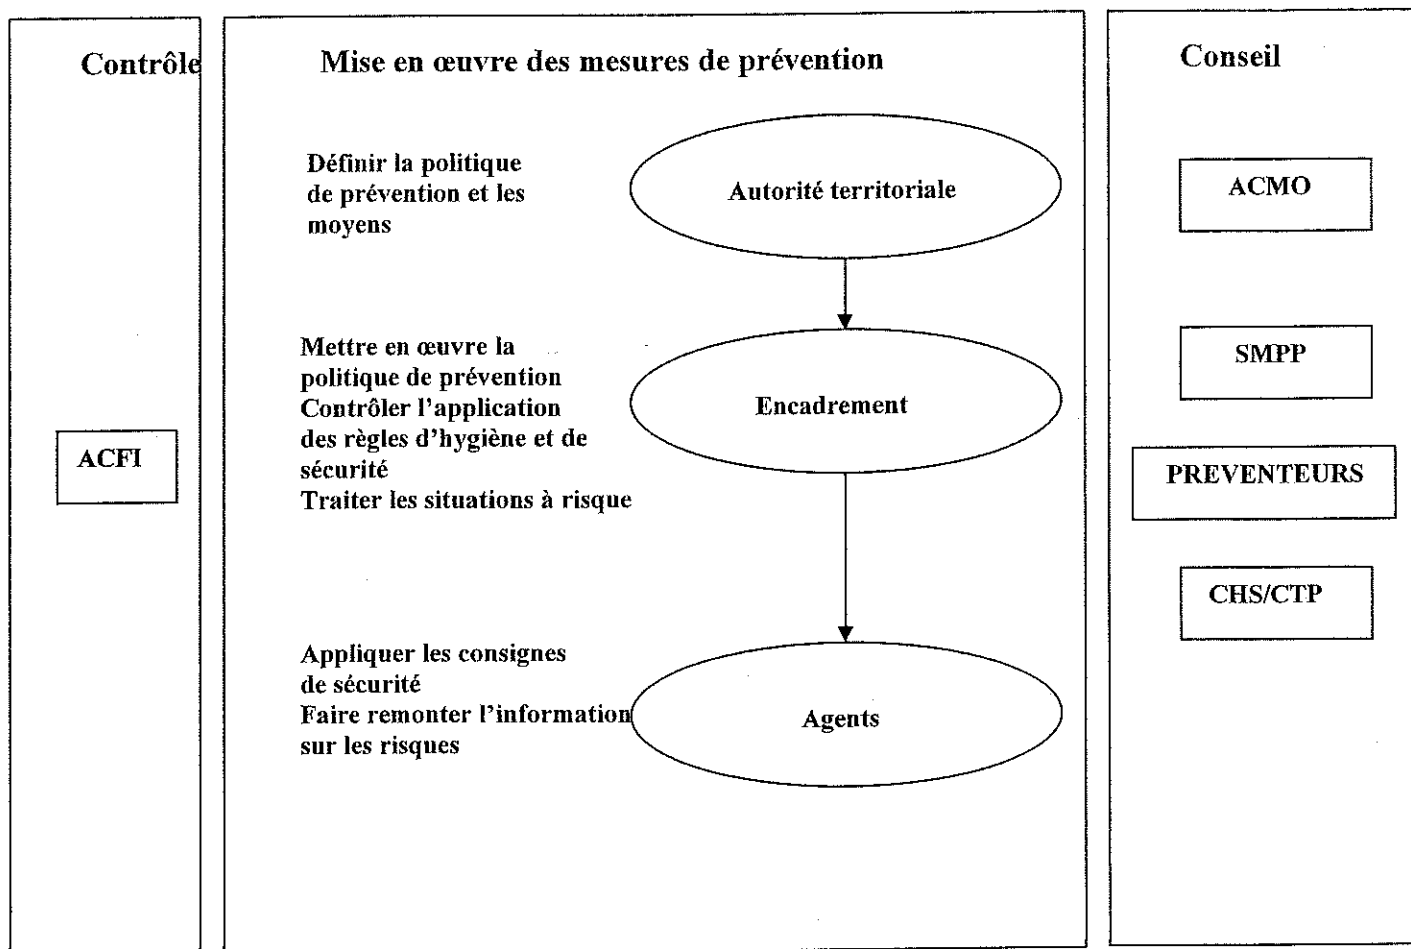 Contrôle
ACFI
Mise en œuvre des mesures de prévention
Définir la politique
de prévention et les
moyens
Autorité territoriale
Mettre en œuvre la
politique de prévention
Contrôler l'application
des règles d'hygiène et de
sécurité
Traiter les situations à risque
Encadrement
Appliquer les consignes
de sécurité
Faire remonter l'information
sur les risques
Agents
Conseil
ACMO
SMPP
PREVENTEURS
CHS/CTP